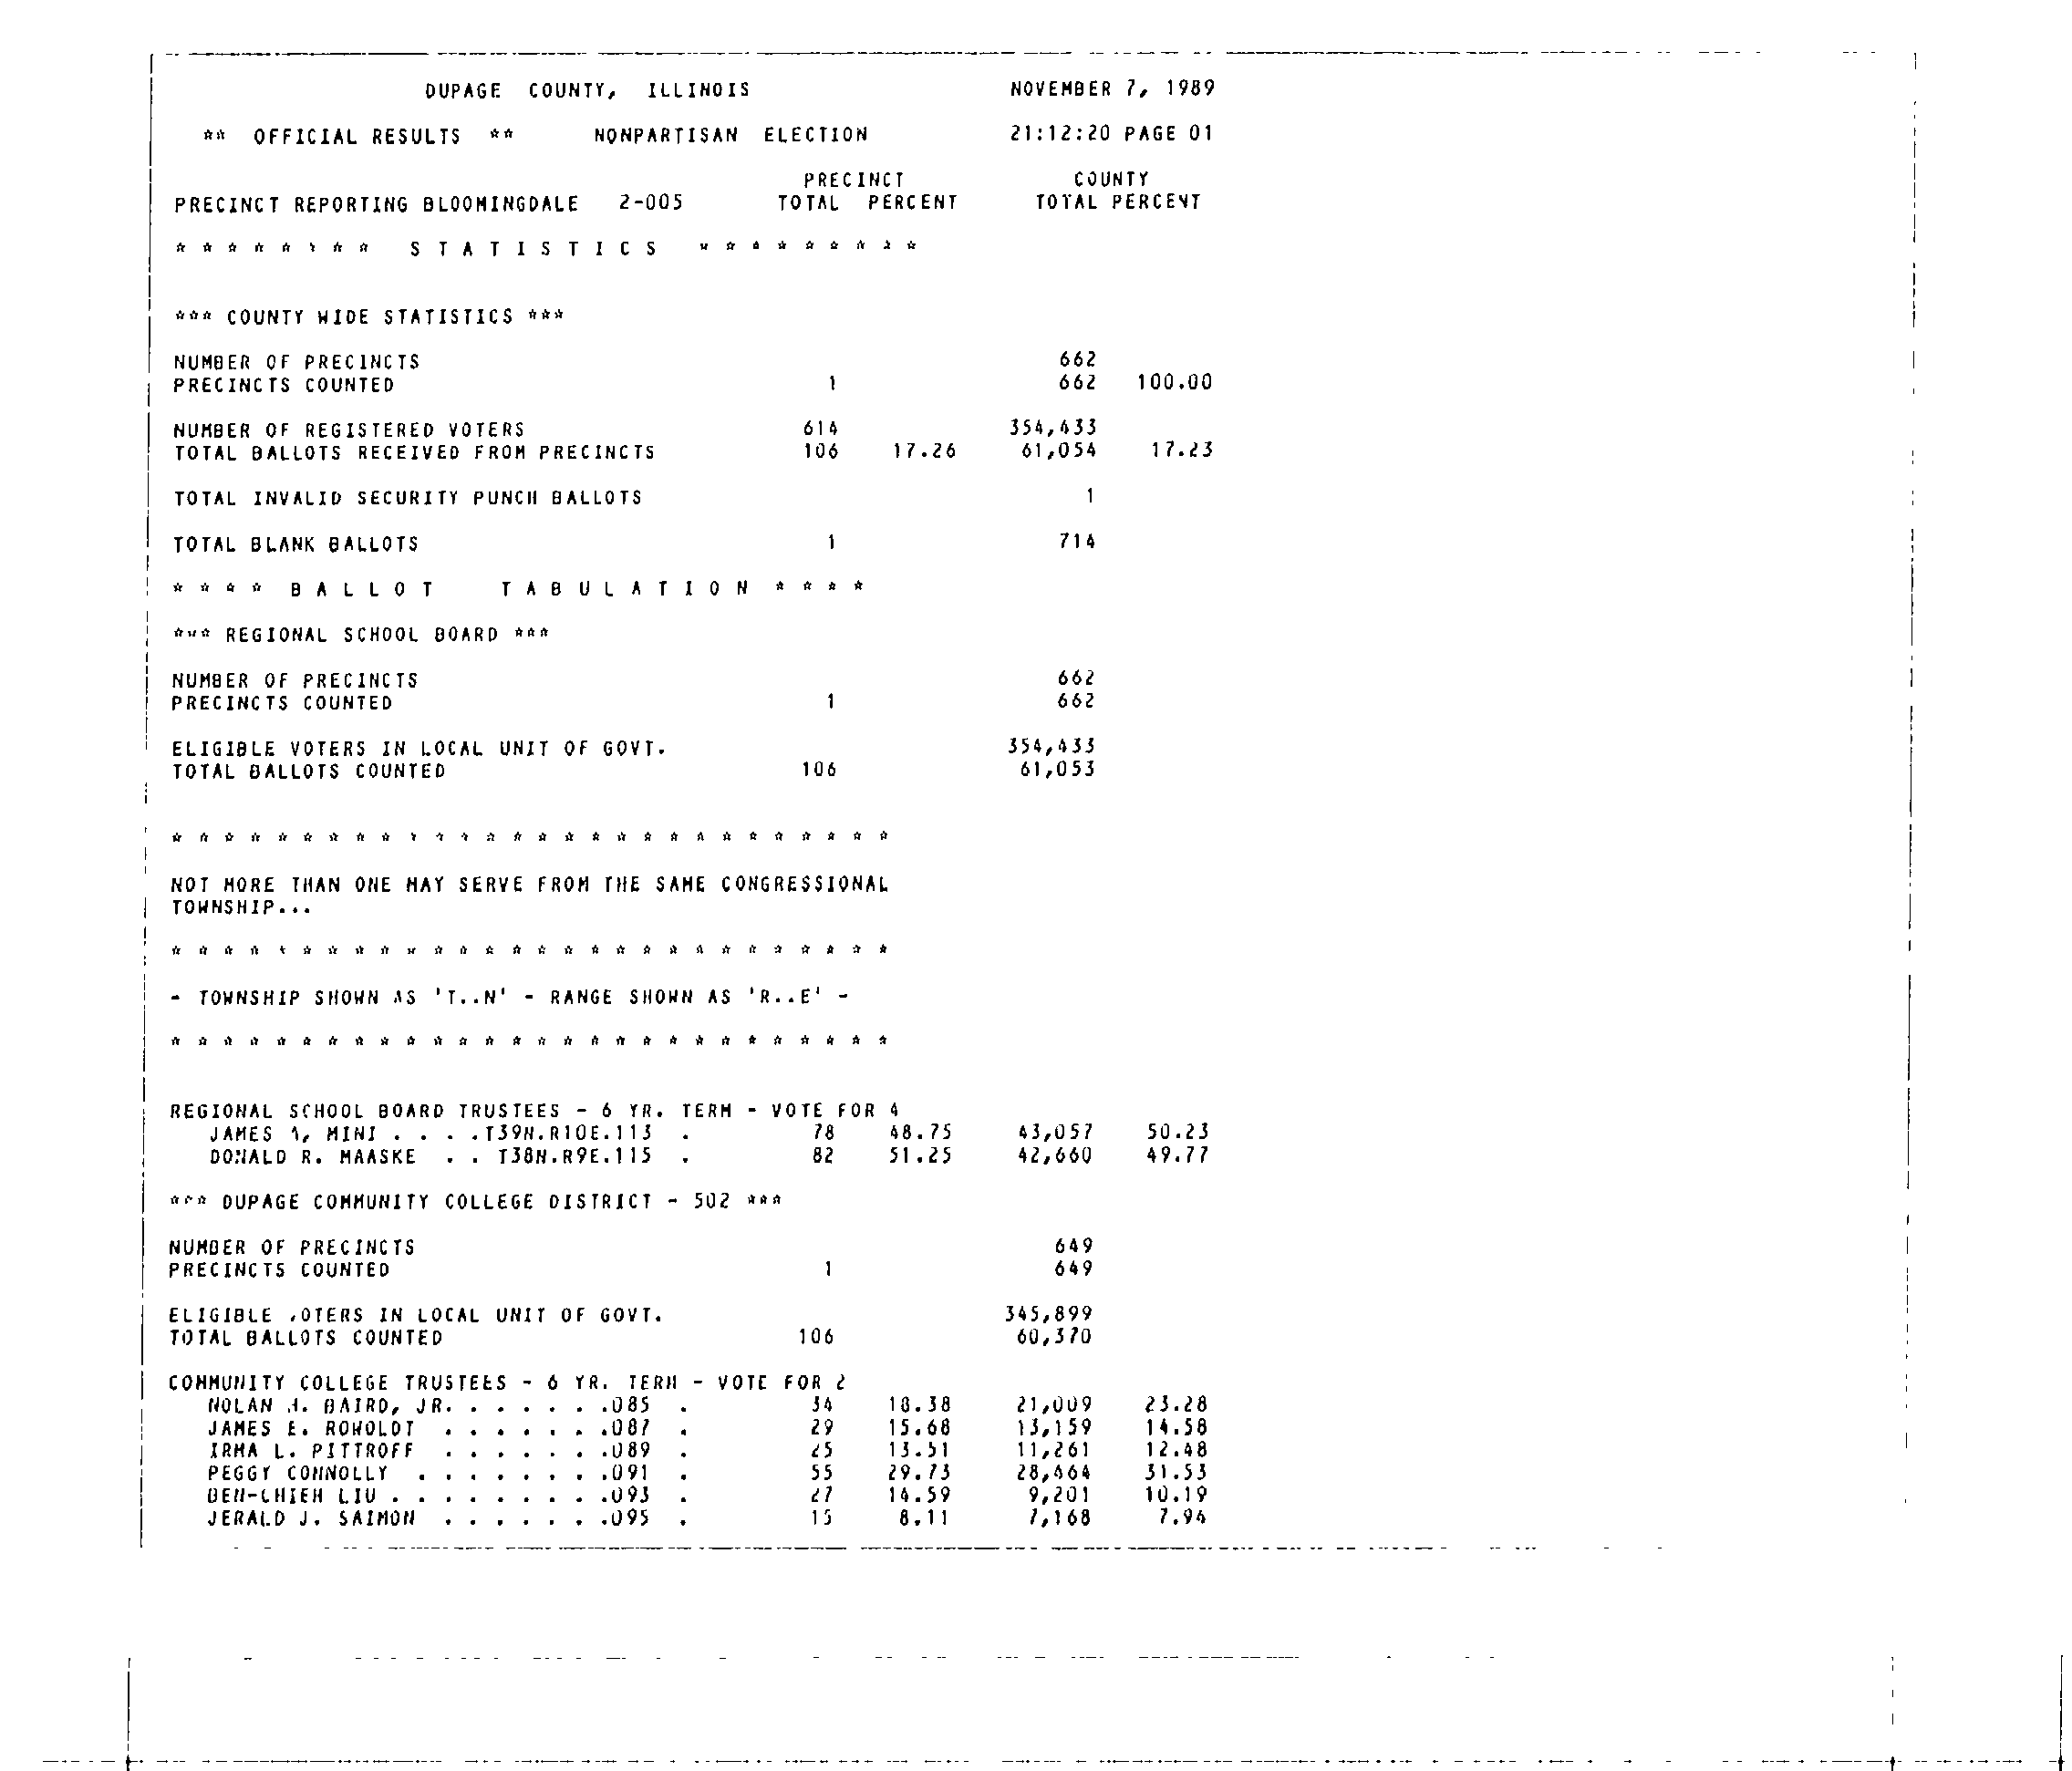 DUPAGE COUNTY, ILLINOIS NOVEMBER 7, 1989
** OFFICIAL RESULTS ** NONPARTISAN ELECTION 21:12:20 PAGE 01
PRECINCT COUNTY
PRECINCT REPORTING BLOOMINGDALE 2-005 TOTAL PERCENT TOTAL PERCENT
* * * * * * * * S T A T I S T I C S * * * * * * * * *
*** COUNTY WIDE STATISTICS ***
NUMBER OF PRECINCTS 662
PRECINCTS COUNTED 1 662 100.00
NUMBER OF REGISTERED VOTERS 614 354,433
TOTAL BALLOTS RECEIVED FROM PRECINCTS 106 17.26 61,054 17.23
TOTAL INVALID SECURITY PUNCH BALLOTS 1
TOTAL BLANK BALLOTS 1 714
* * * * B A L L O T T A B U L A T I O N * * * *
*** REGIONAL SCHOOL BOARD ***
NUMBER OF PRECINCTS 662
PRECINCTS COUNTED 1 662
ELIGIBLE VOTERS IN LOCAL UNIT OF GOVT. 354,433
TOTAL BALLOTS COUNTED 106 61,053
* * * * * * * * * * * * * * * * * * * * * * * * * * * *
NOT MORE THAN ONE MAY SERVE FROM THE SAME CONGRESSIONAL
TOWNSHIP...
* * * * * * * * * * * * * * * * * * * * * * * * * * * *
- TOWNSHIP SHOWN AS 'T..N' - RANGE SHOWN AS 'R..E' -
* * * * * * * * * * * * * * * * * * * * * * * * * * * *
REGIONAL SCHOOL BOARD TRUSTEES - 6 YR. TERM - VOTE FOR 4
JAMES MINI . . . .T39N.R10E.113 . 78 48.75 43,057 50.23
DONALD R. MAASKE . . T38N.R9E.115 . 82 51.25 42,660 49.77
*** DUPAGE COMMUNITY COLLEGE DISTRICT - 502 ***
NUMBER OF PRECINCTS 649
PRECINCTS COUNTED 1 649
ELIGIBLE VOTERS IN LOCAL UNIT OF GOVT. 345,899
TOTAL BALLOTS COUNTED 106 60,370
COMMUNITY COLLEGE TRUSTEES - 6 YR. TERM - VOTE FOR 2
NOLAN BAIRD, JR. . . . . . .085 . 34 18.38 21,009 23.28
JAMES E. ROWOLDT . . . . . . .087 . 29 15.68 13,159 14.58
IRMA L. PITTROFF . . . . . . .089 . 25 13.51 11,261 12.48
PEGGY CONNOLLY . . . . . . . .091 . 55 29.73 28,464 31.53
BEN-CHIEH LIU . . . . . . . . .093 . 27 14.59 9,201 10.19
JERALD J. SAIMON . . . . . . .095 . 15 8.11 7,168 7.94